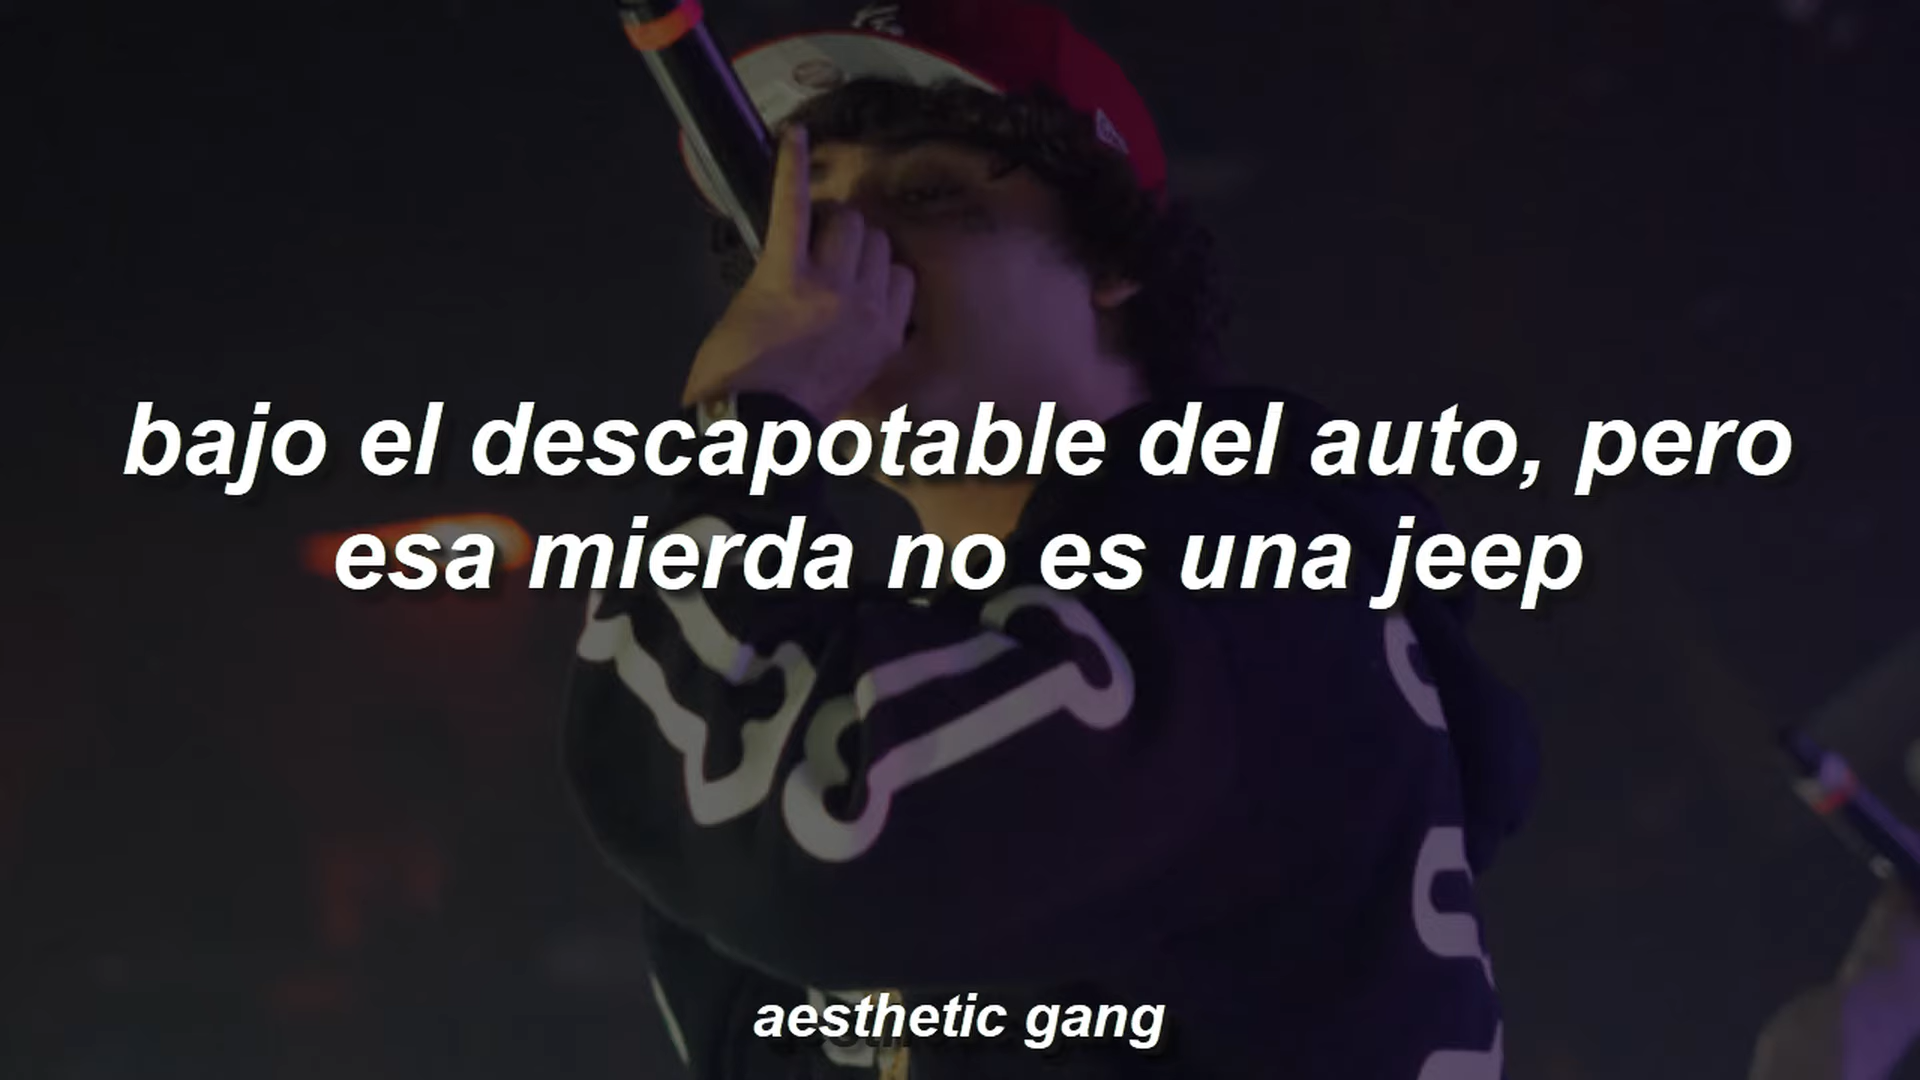 bajo el descapotable del auto, pero
esa mierda no es una jeep
aesthetic gang